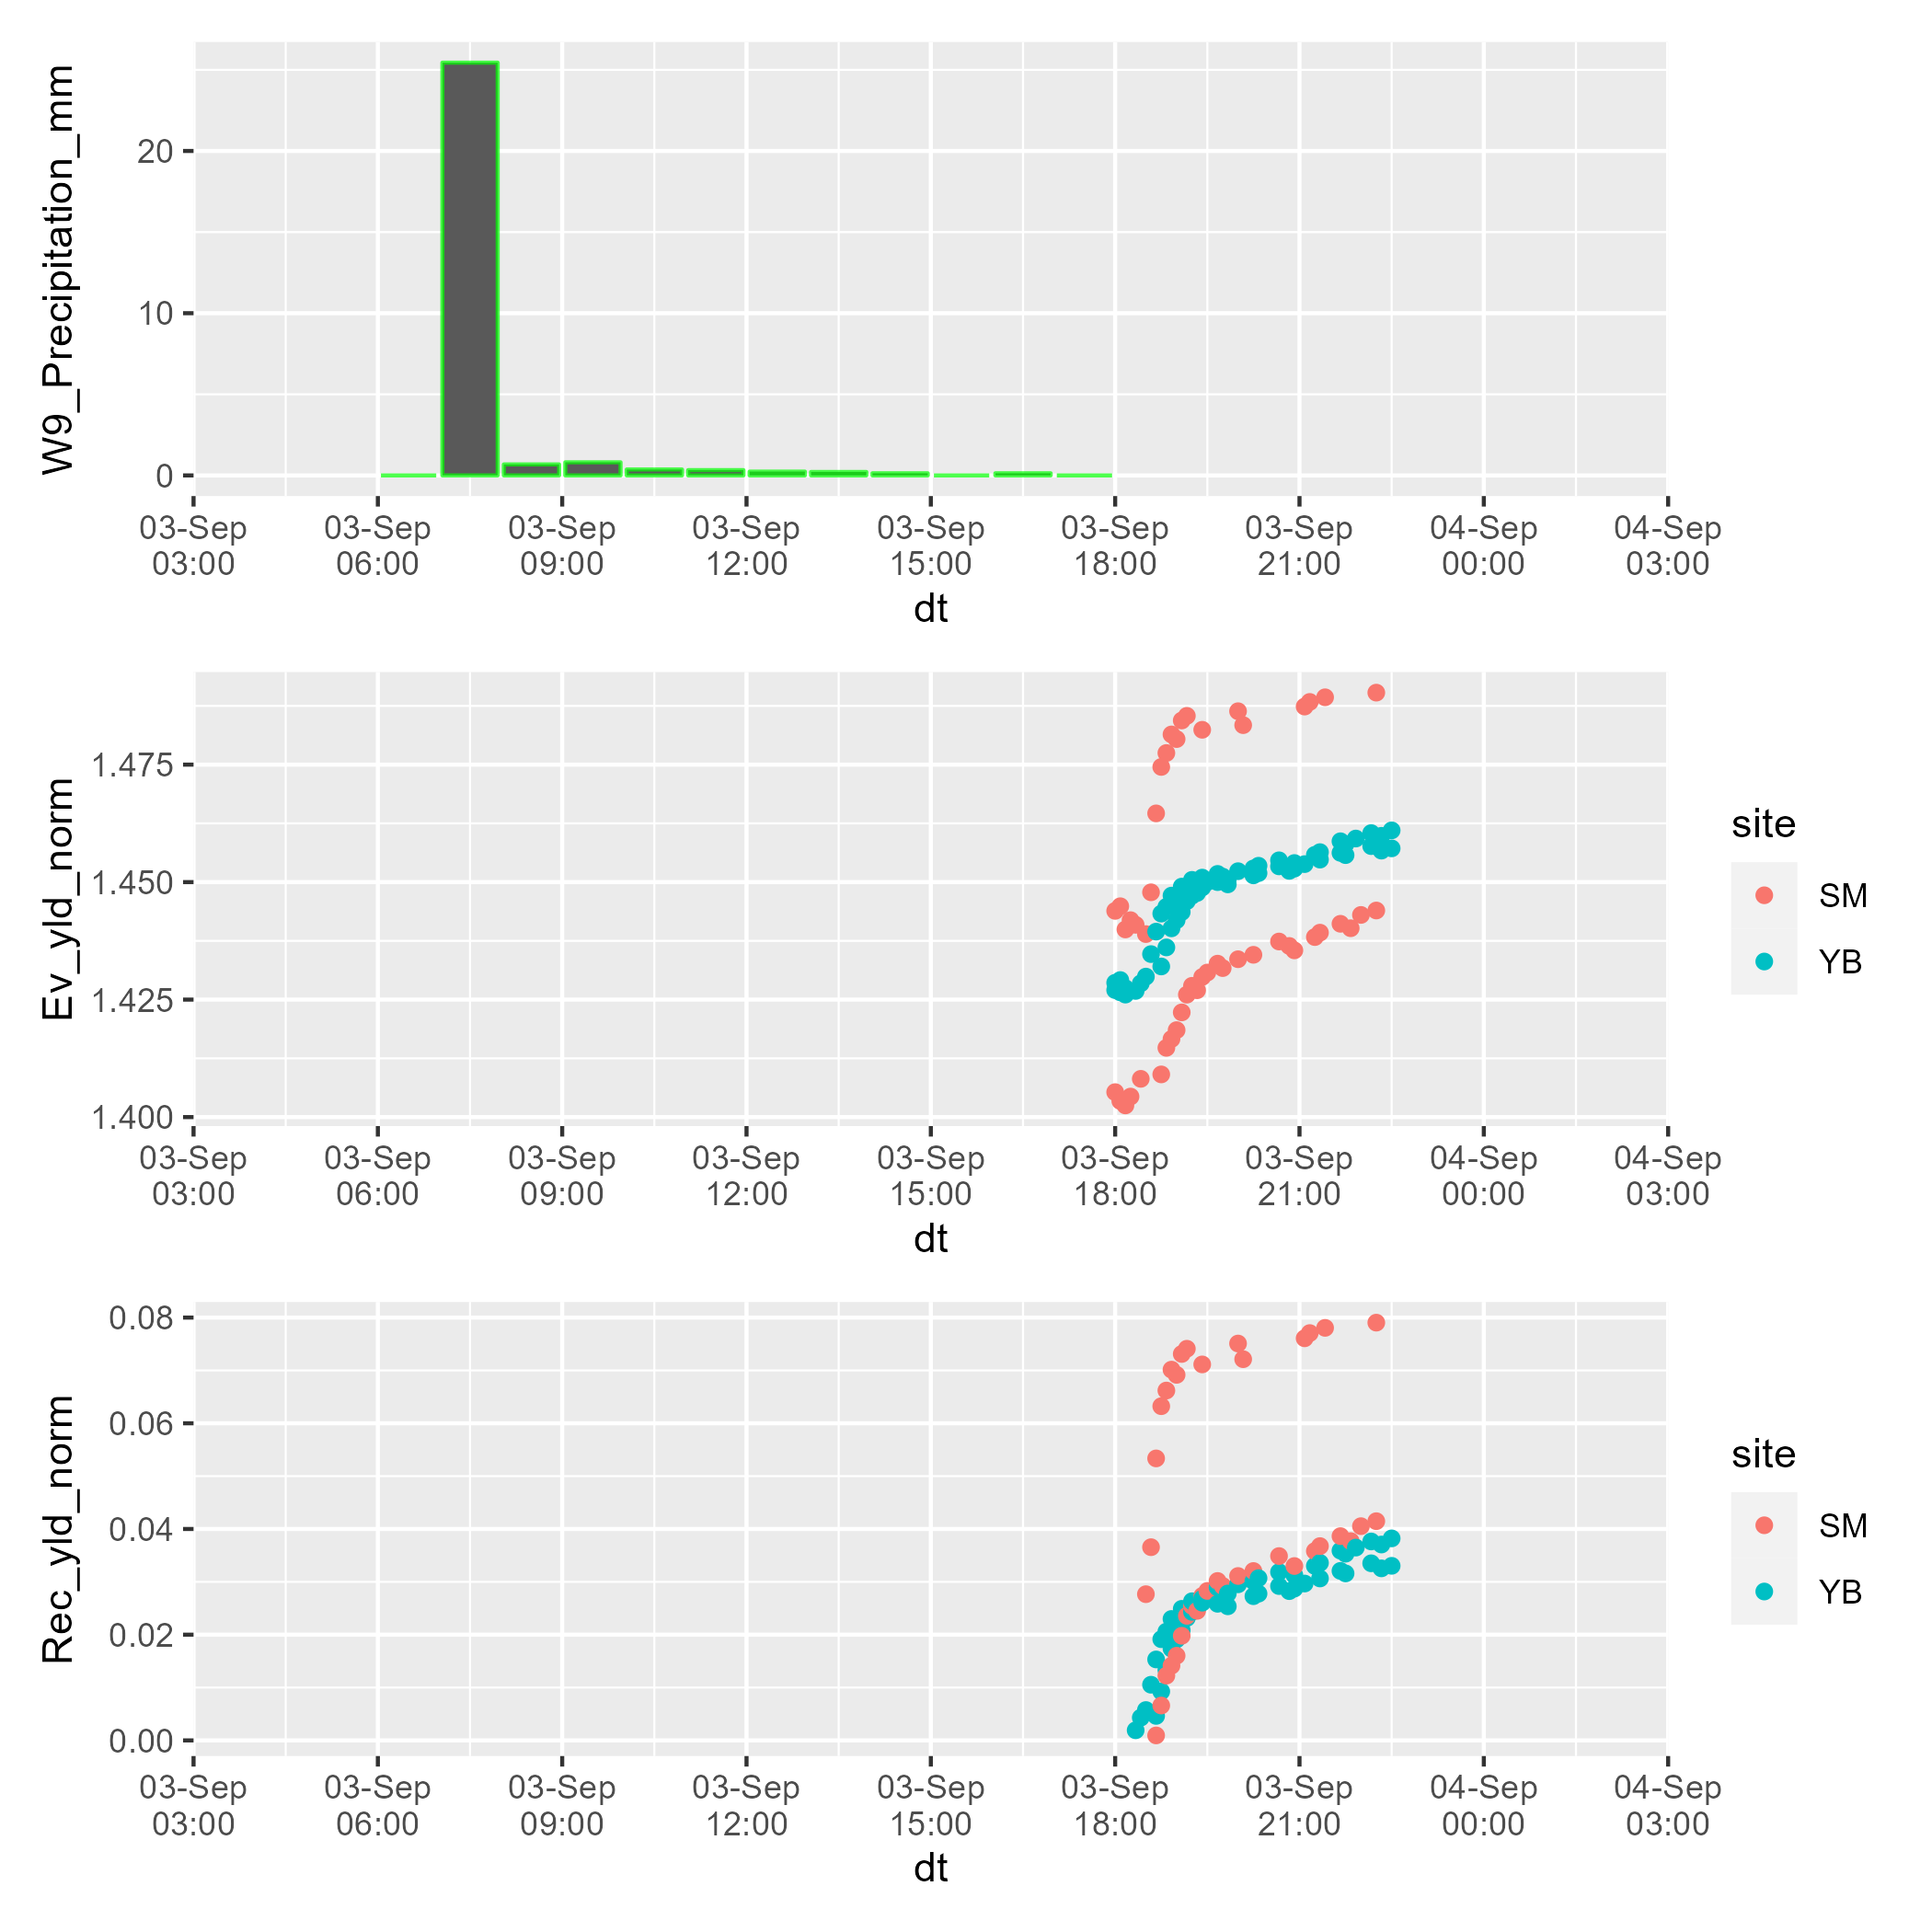 W9_Precipitation_mm
20
10
0
03-Sep 03-Sep 03-Sep 03-Sep 03-Sep 03-Sep 03-Sep 04-Sep 04-Sep
03:00 06:00 09:00 12:00 15:00 18:00 21:00 00:00 03:00
dt
Ev_yld_norm
1.475
1.450
1.425
1.400
03-Sep 03-Sep 03-Sep 03-Sep 03-Sep 03-Sep 03-Sep 04-Sep 04-Sep
03:00 06:00 09:00 12:00 15:00 18:00 21:00 00:00 03:00
dt
site
SM
YB
Rec_yld_norm
0.08
0.06
0.04
0.02
0.00
03-Sep 03-Sep 03-Sep 03-Sep 03-Sep 03-Sep 03-Sep 04-Sep 04-Sep
03:00 06:00 09:00 12:00 15:00 18:00 21:00 00:00 03:00
dt
site
SM
YB